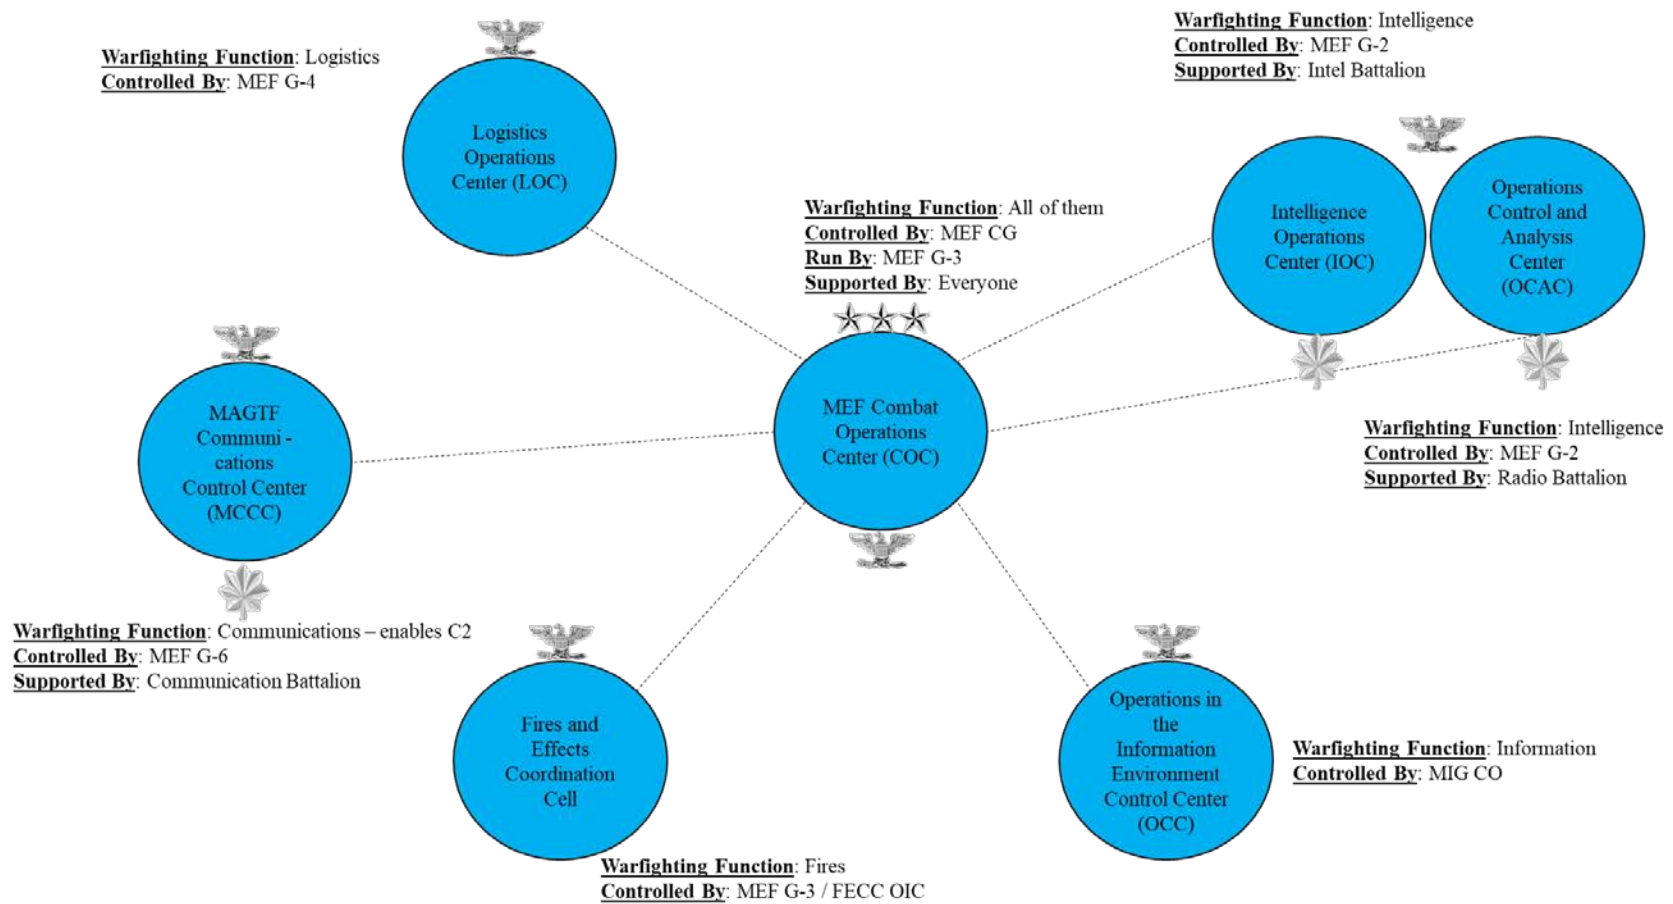 Warfighting Function: Logistics
Controlled By: MEF G-4
Logistics
Operations
Center (LOC)
Warfighting Function: Intelligence
Controlled By: MEF G-2
Supported By: Intel Battalion
Intelligence
Operations
Center (IOC)
Operations
Control and
Analysis
Center
(OCAC)
Warfighting Function: All of them
Controlled By: MEF CG
Run By: MEF G-3
Supported By: Everyone
MEF Combat
Operations
Center (COC)
MAGTF
Communi -
cations
Control Center
(MCCC)
Warfighting Function: Intelligence
Controlled By: MEF G-2
Supported By: Radio Battalion
Warfighting Function: Communications – enables C2
Controlled By: MEF G-6
Supported By: Communication Battalion
Fires and
Effects
Coordination
Cell
Warfighting Function: Fires
Controlled By: MEF G-3 / FECC OIC
Operations in
the
Information
Environment
Control Center
(OCC)
Warfighting Function: Information
Controlled By: MIG CO